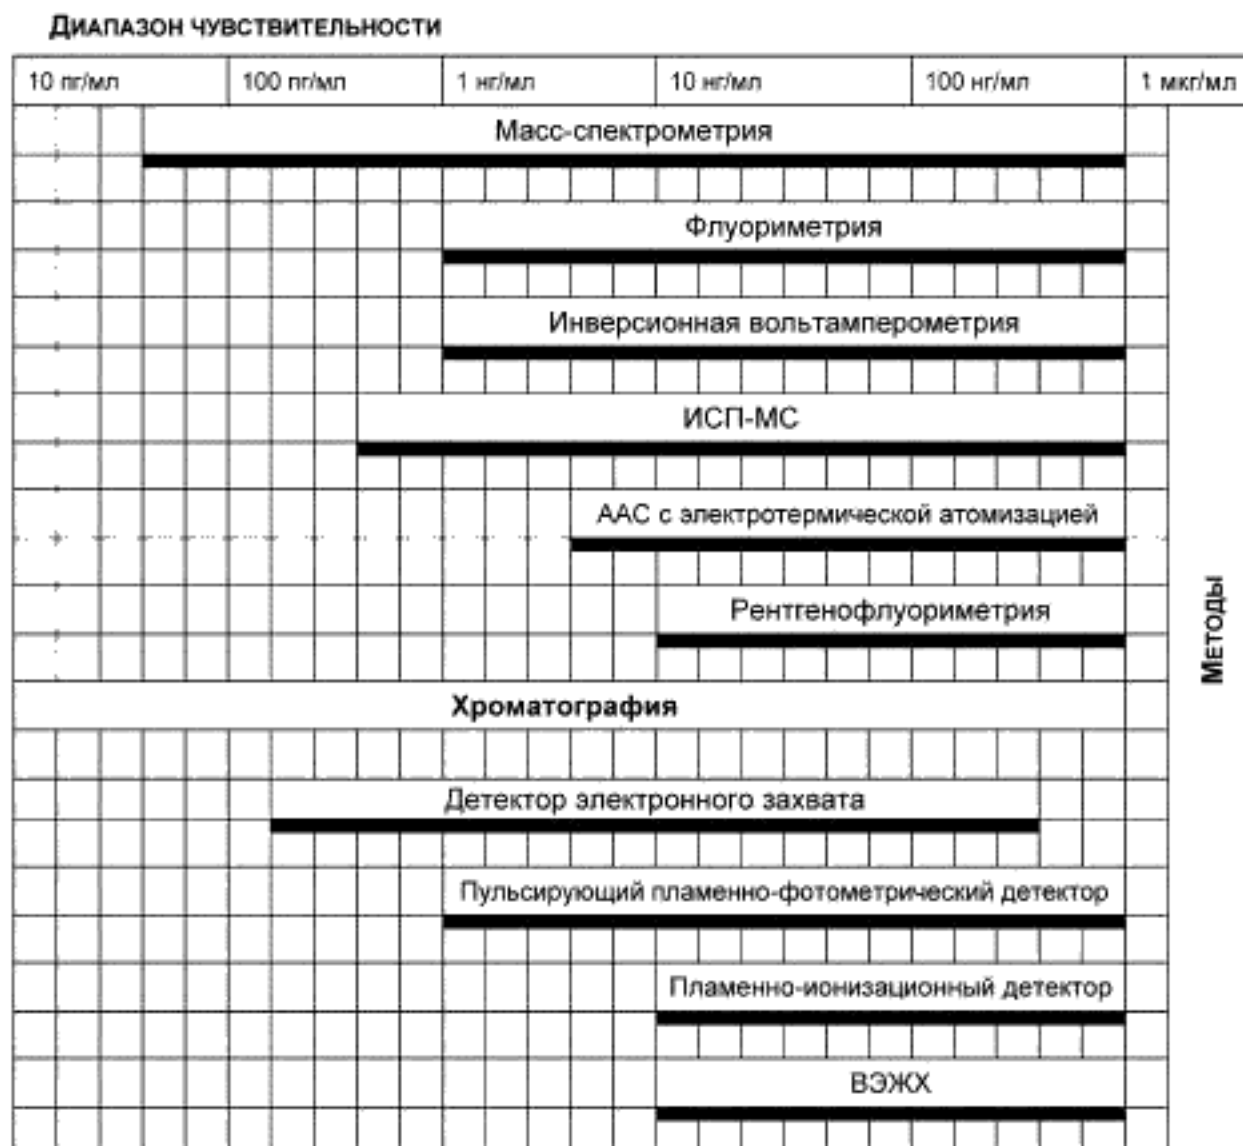 ДИАПАЗОН ЧУВСТВИТЕЛЬНОСТИ
10 пг/мл 100 пг/мл 1 нг/мл 10 нг/мл 100 нг/мл 1 мкг/мл
Масс-спектрометрия
Флуориметрия
Инверсионная вольтамперометрия
ИСП-МС
ААС с электротермической атомизацией
Рентгенофлуориметрия
МЕТОДЫ
Хроматография
Детектор электронного захвата
Пульсирующий пламенно-фотометрический детектор
Пламенно-ионизационный детектор
ВЭЖХ